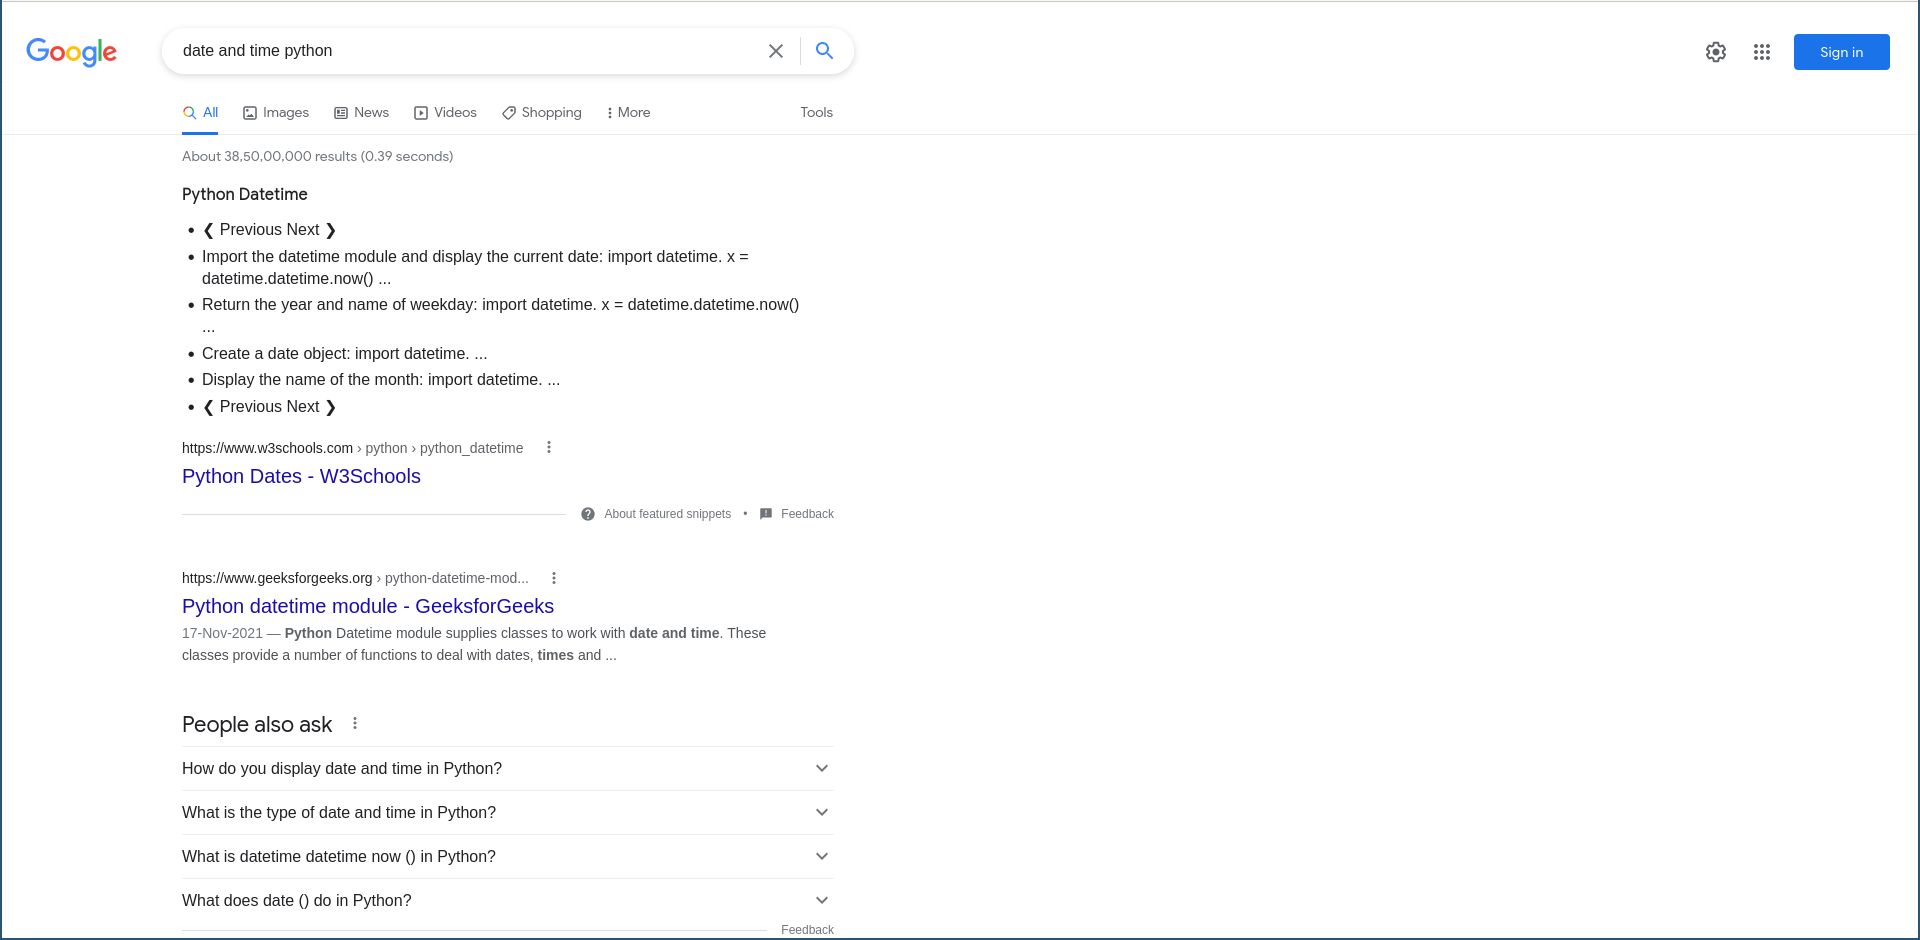 Google
date and time python
Sign in
All
Images
News
Videos
Shopping
More
Tools
About 38,50,00,000 results (0.39 seconds)
Python Datetime
• ❮ Previous Next ❯
• Import the datetime module and display the current date: import datetime. x =
datetime.datetime.now() ...
• Return the year and name of weekday: import datetime. x = datetime.datetime.now()
...
• Create a date object: import datetime. ...
• Display the name of the month: import datetime. ...
• ❮ Previous Next ❯
https://www.w3schools.com › python › python_datetime
Python Dates - W3Schools
About featured snippets • Feedback
https://www.geeksforgeeks.org › python-datetime-mod...
Python datetime module - GeeksforGeeks
17-Nov-2021 — Python Datetime module supplies classes to work with date and time. These
classes provide a number of functions to deal with dates, times and ...
People also ask
How do you display date and time in Python?
What is the type of date and time in Python?
What is datetime datetime now () in Python?
What does date () do in Python?
Feedback